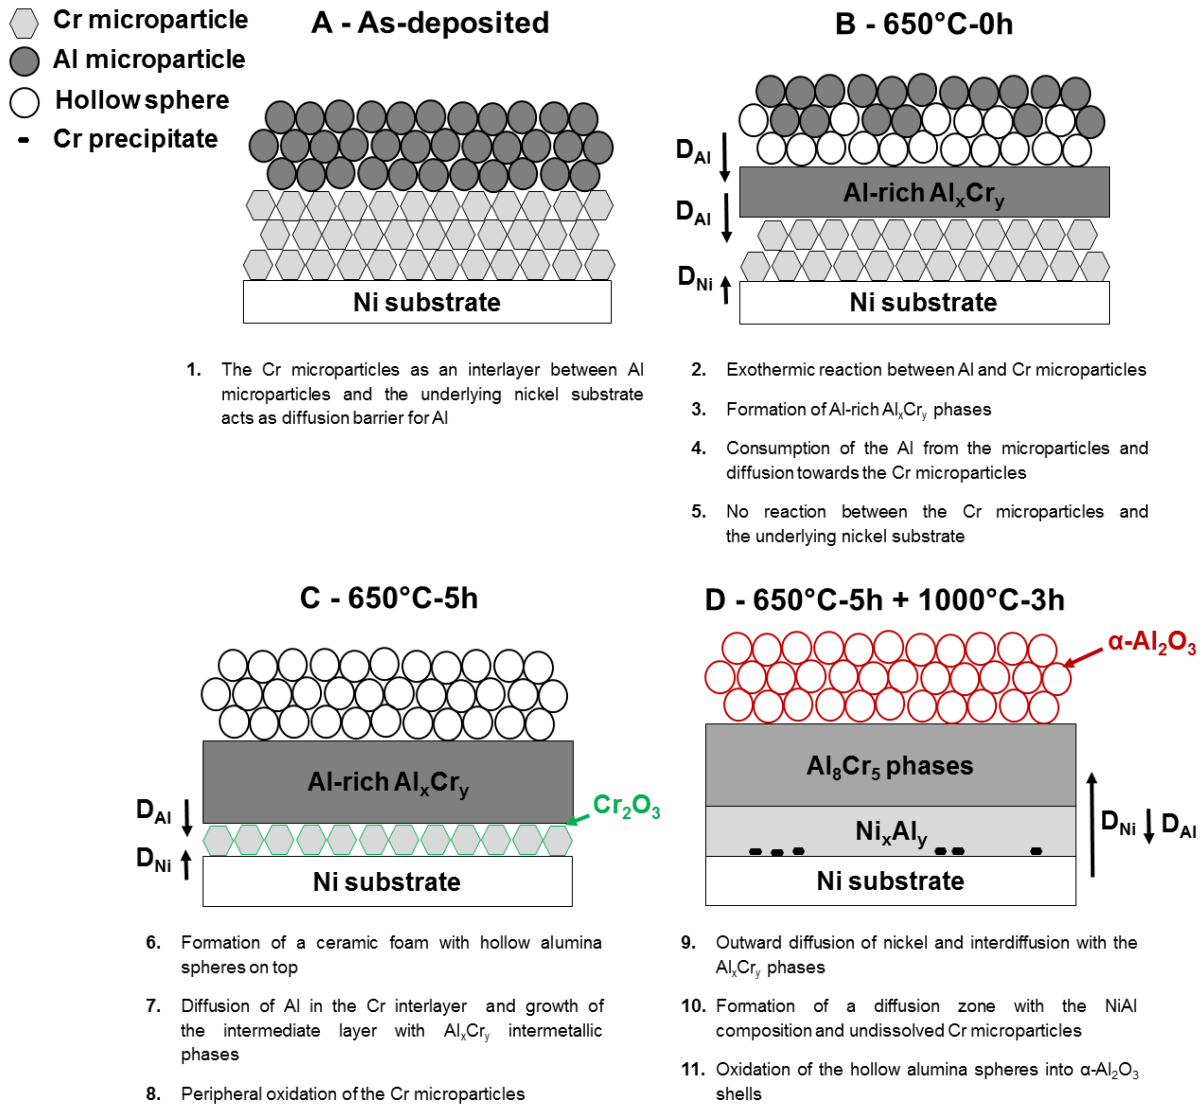 Cr microparticle
Al microparticle
Hollow sphere
Cr precipitate
A - As-deposited
Ni substrate
1. The Cr microparticles as an interlayer between Al
microparticles and the underlying nickel substrate
acts as diffusion barrier for Al
B - 650°C-0h
D_Al
Al-rich Al_xCr_y
D_Al
D_Ni
Ni substrate
2. Exothermic reaction between Al and Cr microparticles
3. Formation of Al-rich Al_xCr_y phases
4. Consumption of the Al from the microparticles and
diffusion towards the Cr microparticles
5. No reaction between the Cr microparticles and
the underlying nickel substrate
C - 650°C-5h
Al-rich Al_xCr_y
D_Al
Cr₂O₃
D_Ni
Ni substrate
6. Formation of a ceramic foam with hollow alumina
spheres on top
7. Diffusion of Al in the Cr interlayer and growth of
the intermediate layer with Al_xCr_y intermetallic
phases
8. Peripheral oxidation of the Cr microparticles
D - 650°C-5h + 1000°C-3h
α-Al₂O₃
Al₈Cr₅ phases
Ni_xAl_y
D_Ni D_Al
Ni substrate
9. Outward diffusion of nickel and interdiffusion with the
Al_xCr_y phases
10. Formation of a diffusion zone with the NiAl
composition and undissolved Cr microparticles
11. Oxidation of the hollow alumina spheres into α-Al₂O₃
shells